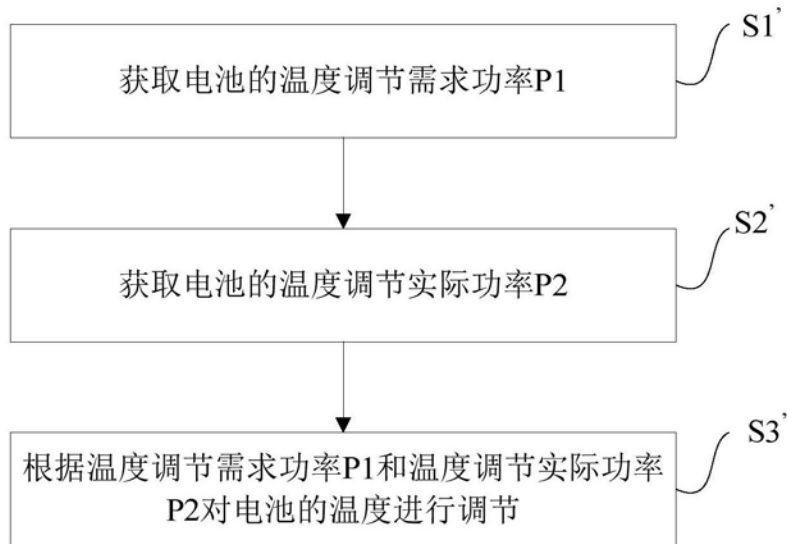 S1'
获取电池的温度调节需求功率P1
S2'
获取电池的温度调节实际功率P2
S3'
根据温度调节需求功率P1和温度调节实际功率
P2对电池的温度进行调节